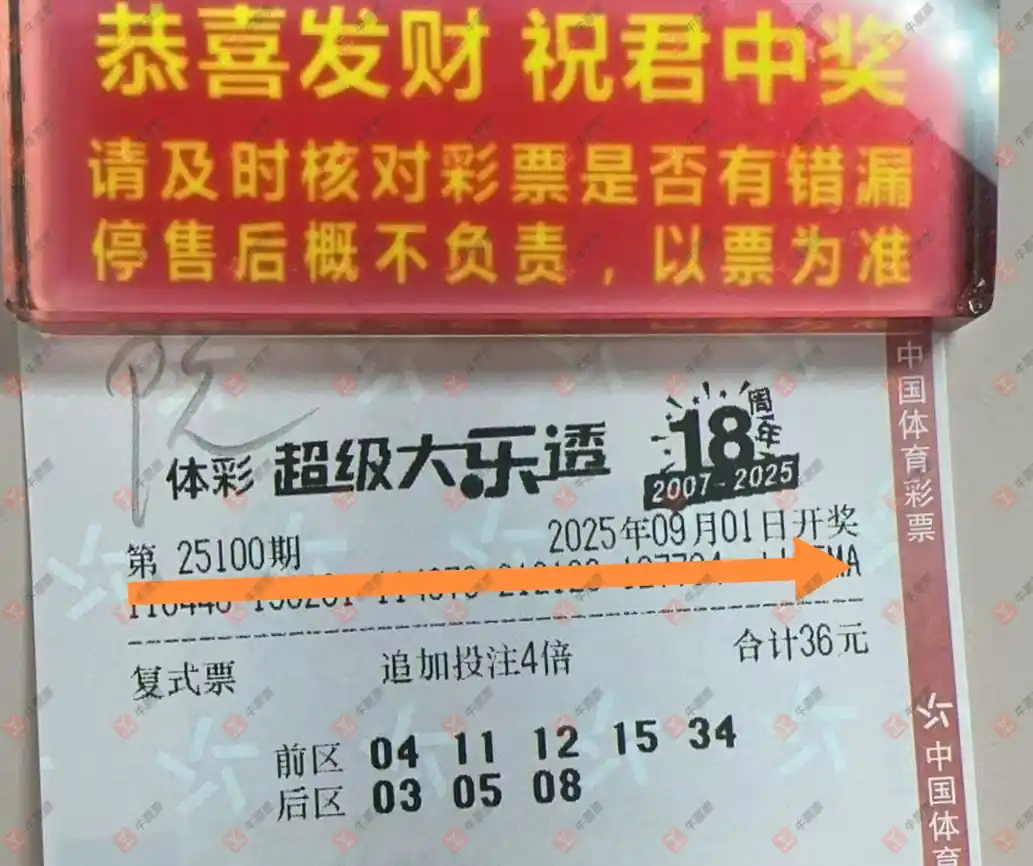 恭喜发财 祝君中奖
请及时核对彩票是否有错漏
停售后概不负责，以票为准
体彩 超级大乐透
18周年
2007-2025
第 25100期
2025年09月01日开奖
复式票 追加投注4倍 合计36元
前区 04 11 12 15 34
后区 03 05 08
中国体育彩票
中国体育